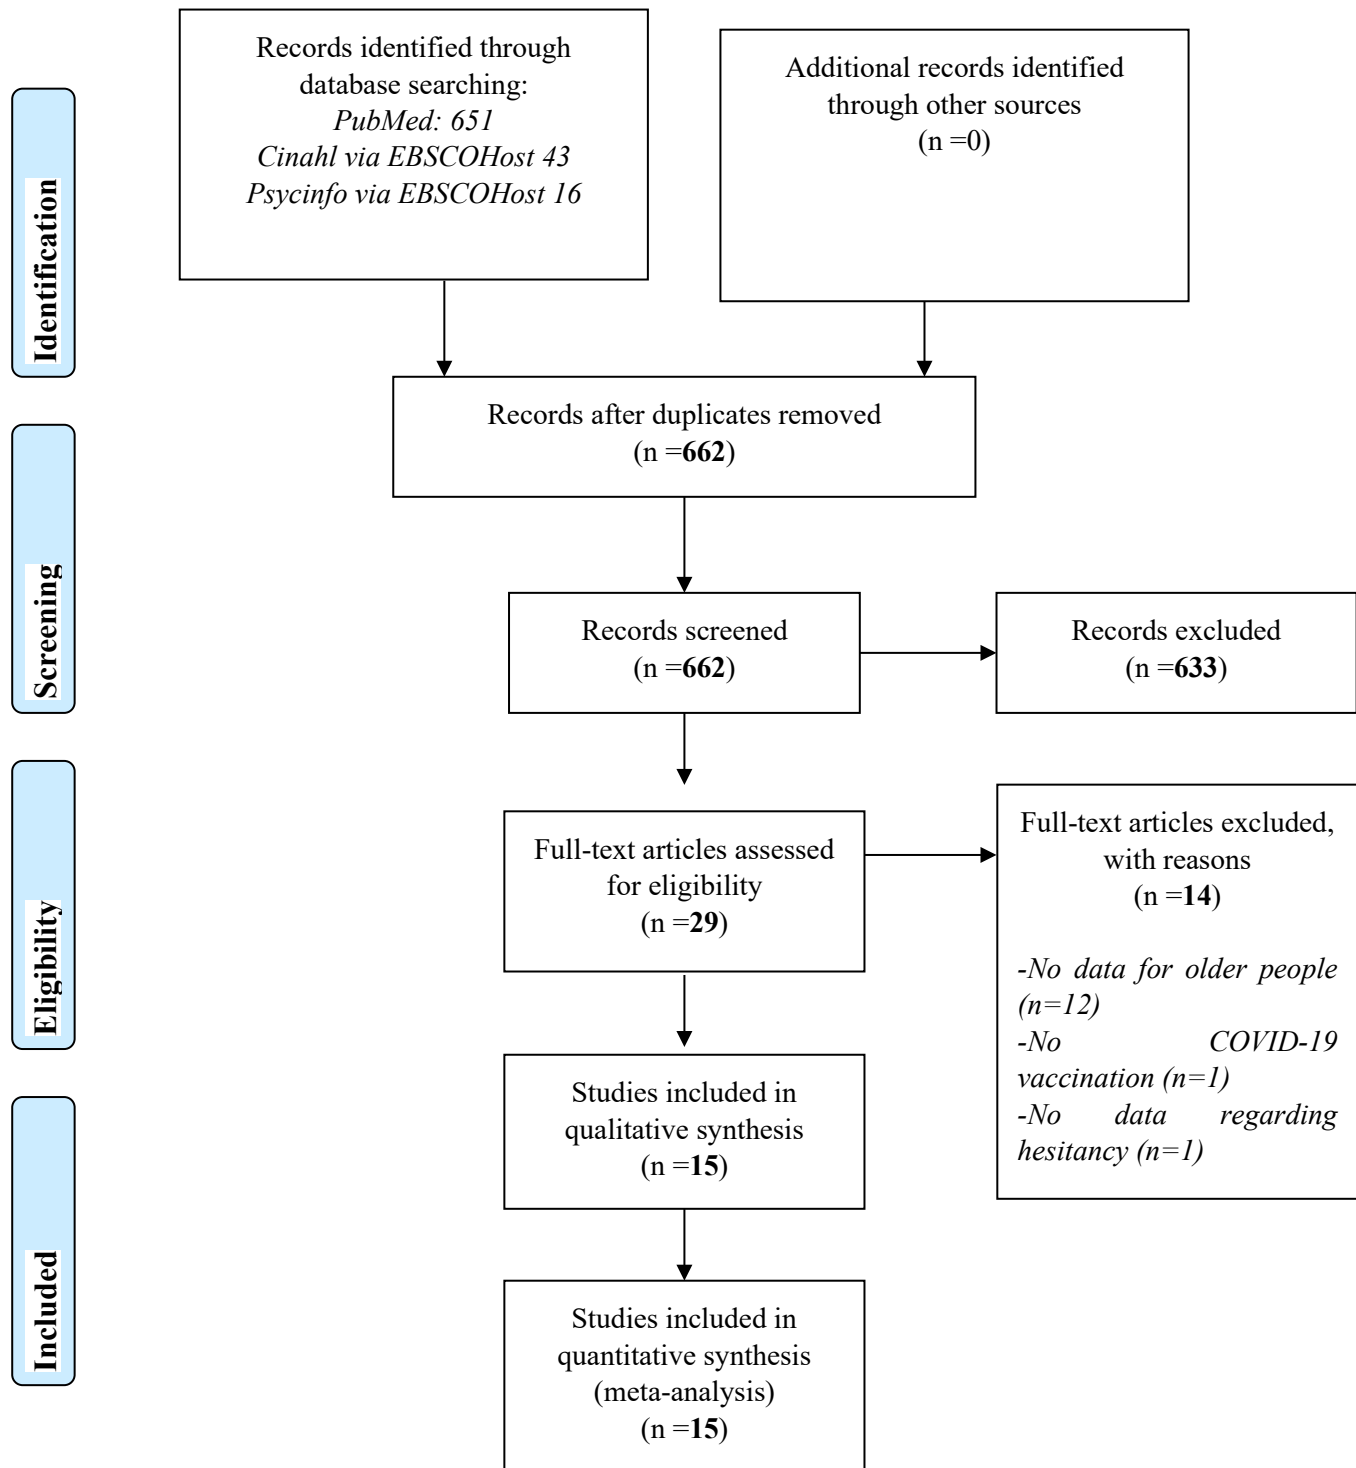 Records identified through
database searching:
PubMed: 651
Cinahl via EBSCOHost 43
Psycinfo via EBSCOHost 16
Additional records identified
through other sources
(n =0)
Identification
Records after duplicates removed
(n =662)
Screening
Records screened
(n =662)
Records excluded
(n =633)
Eligibility
Full-text articles assessed
for eligibility
(n =29)
Full-text articles excluded,
with reasons
(n =14)
-No data for older people
(n=12)
-No COVID-19
vaccination (n=1)
-No data regarding
hesitancy (n=1)
Studies included in
qualitative synthesis
(n =15)
Included
Studies included in
quantitative synthesis
(meta-analysis)
(n =15)